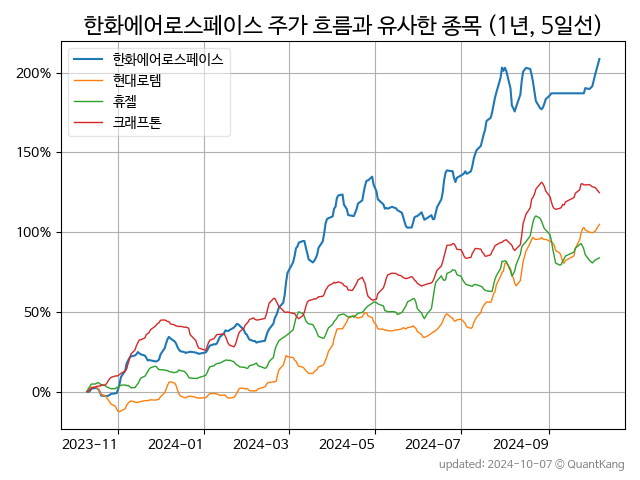 한화에어로스페이스 주가 흐름과 유사한 종목 (1년, 5일선)
한화에어로스페이스
현대로템
휴젤
크래프톤
200%
150%
100%
50%
0%
2023-11 2024-01 2024-03 2024-05 2024-07 2024-09
updated: 2024-10-07 © QuantKang